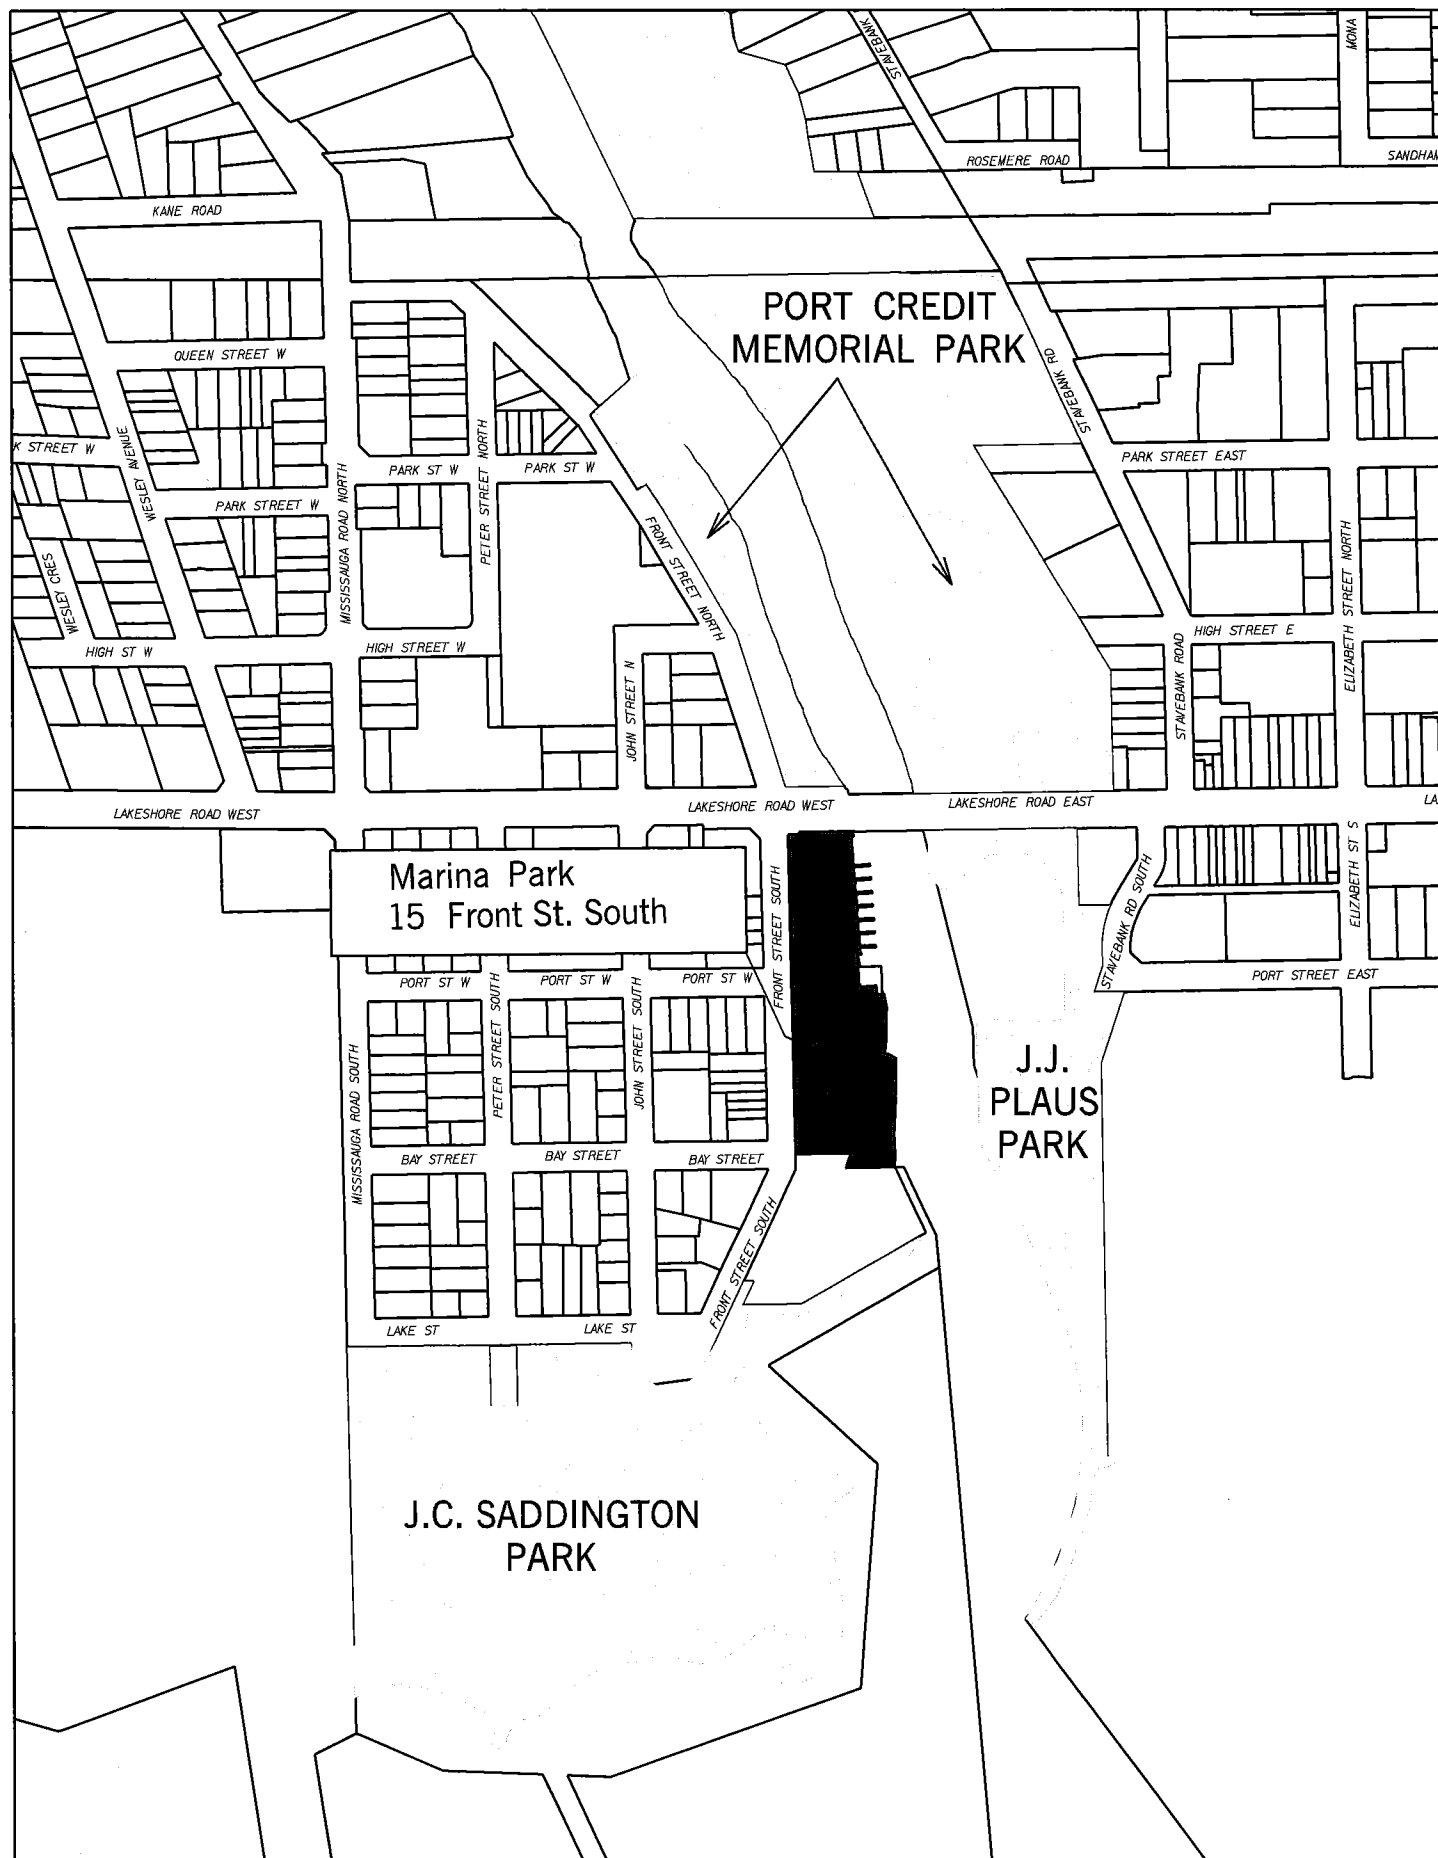 STAVEBANK
MONA
ROSEMERE ROAD
SANDHAM
KANE ROAD
PORT CREDIT
MEMORIAL PARK
QUEEN STREET W
STAVEBANK RD
K STREET W
WESLEY AVENUE
PARK ST W
PARK ST W
PARK STREET EAST
PARK STREET W
MISSISSAUGA ROAD NORTH
PETER STREET NORTH
FRONT STREET NORTH
ELIZABETH STREET NORTH
WESLEY CRES
HIGH ST W
HIGH STREET W
HIGH STREET E
JOHN STREET N
STAVEBANK ROAD
LAKESHORE ROAD WEST
LAKESHORE ROAD WEST
LAKESHORE ROAD EAST
LA
Marina Park
15 Front St. South
FRONT STREET SOUTH
STAVEBANK RD SOUTH
ELIZABETH ST S
PORT ST W
PORT ST W
PORT ST W
PORT STREET EAST
MISSISSAUGA ROAD SOUTH
PETER STREET SOUTH
JOHN STREET SOUTH
J.J.
PLAUS
PARK
BAY STREET
BAY STREET
BAY STREET
FRONT STREET SOUTH
LAKE ST
LAKE ST
J.C. SADDINGTON
PARK